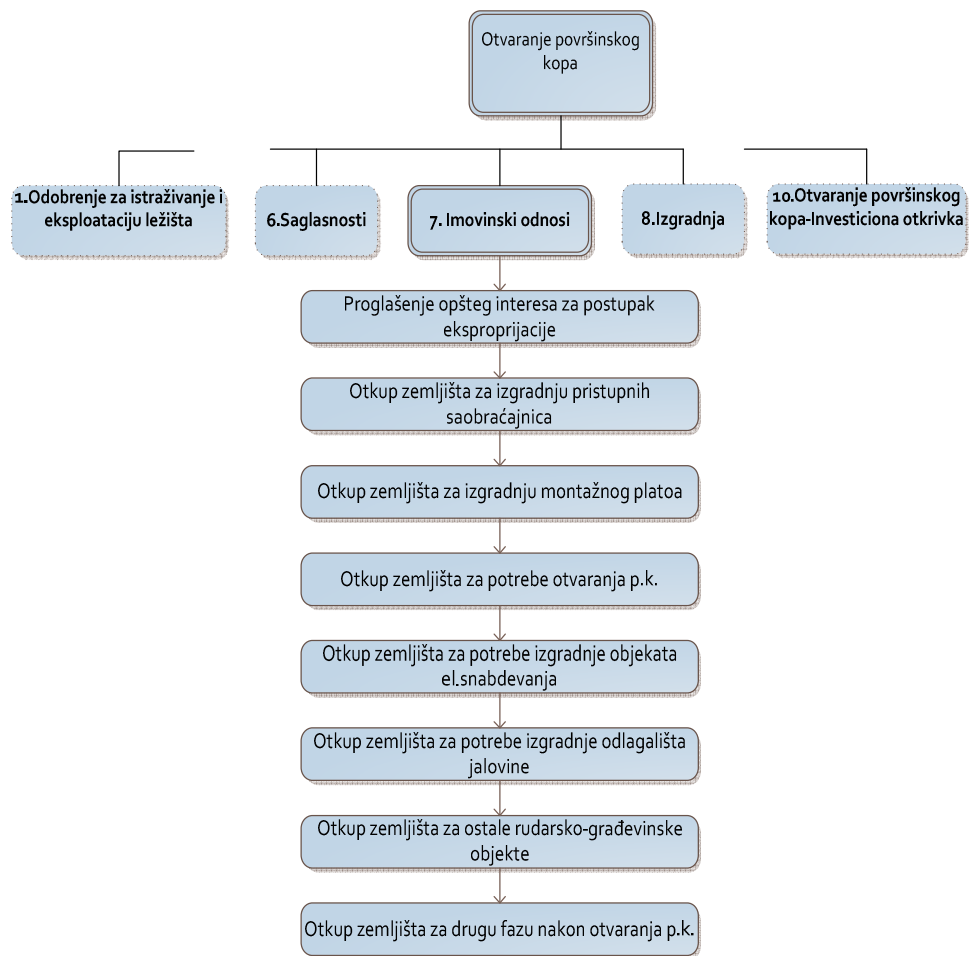 Otvaranje površinskog
kopa
1.Odobrenje za istraživanje i
eksploataciju ležišta
6.Saglasnosti
7. Imovinski odnosi
8.Izgradnja
10.Otvaranje površinskog
kopa-Investiciona otkrivka
Proglašenje opšteg interesa za postupak
eksproprijacije
Otkup zemljišta za izgradnju pristupnih
saobraćajnica
Otkup zemljišta za izgradnju montažnog platoa
Otkup zemljišta za potrebe otvaranja p.k.
Otkup zemljišta za potrebe izgradnje objekata
el.snabdevanja
Otkup zemljišta za potrebe izgradnje odlagališta
jalovine
Otkup zemljišta za ostale rudarsko-građevinske
objekte
Otkup zemljišta za drugu fazu nakon otvaranja p.k.